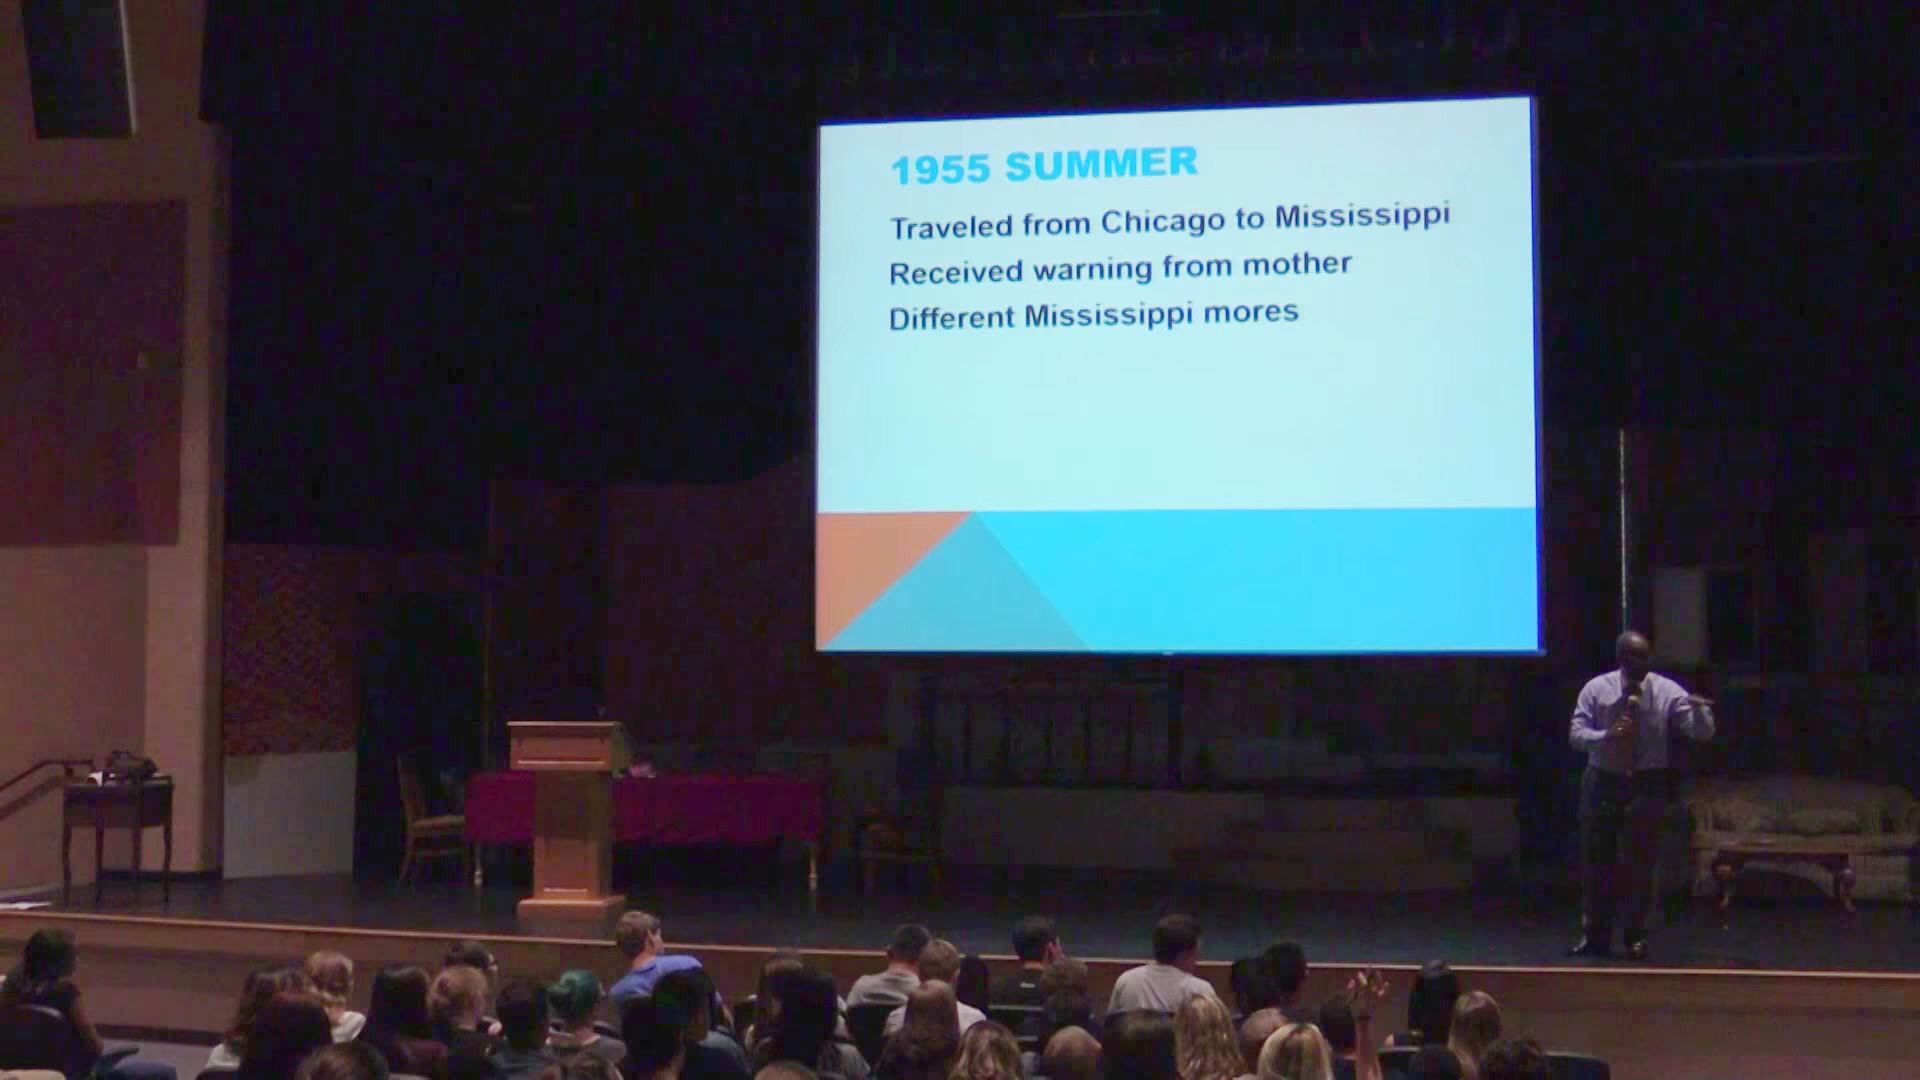 1955 SUMMER
Traveled from Chicago to Mississippi
Received warning from mother
Different Mississippi mores